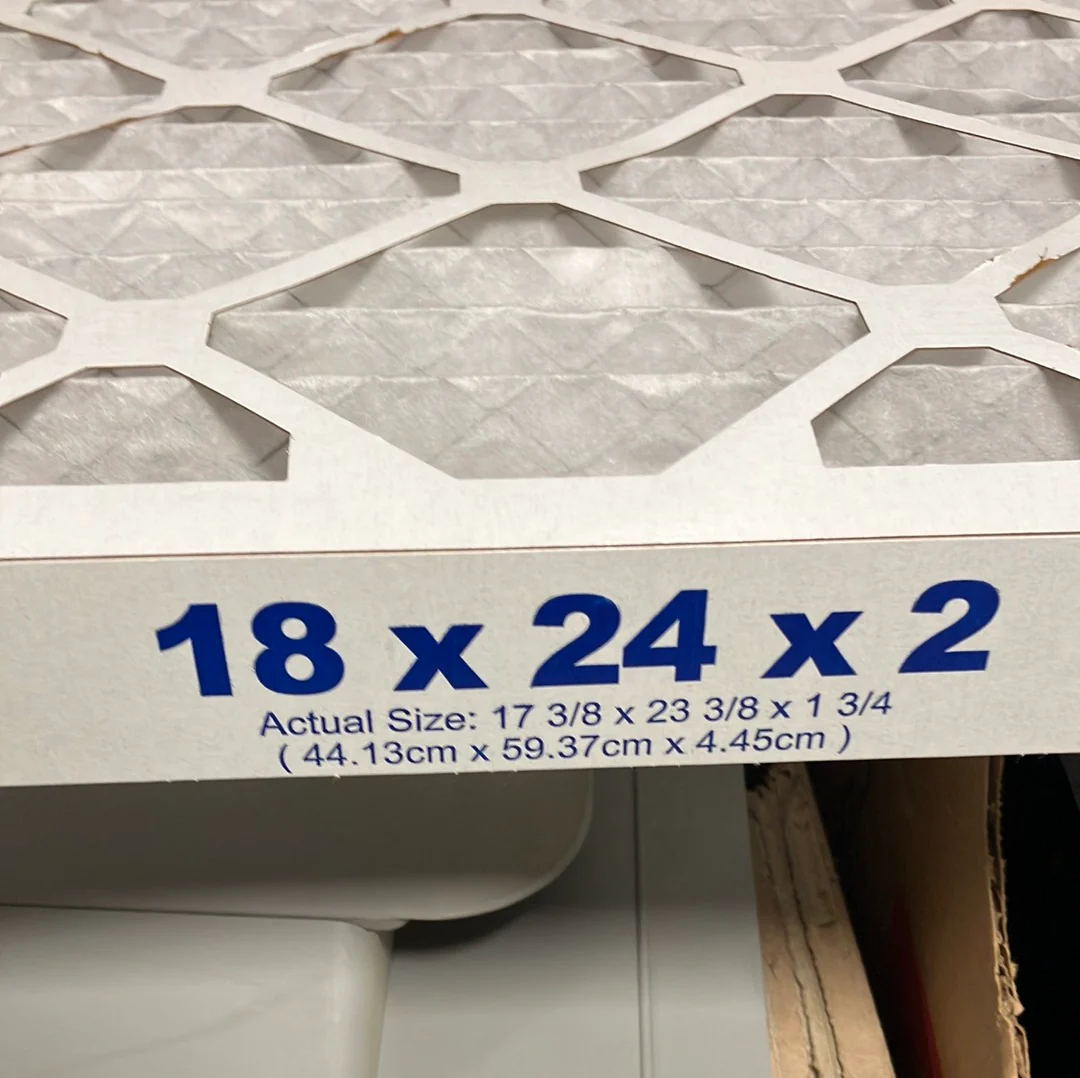 18 x 24 x 2
Actual Size: 17 3/8 x 23 3/8 x 1 3/4
( 44.13cm x 59.37cm x 4.45cm )